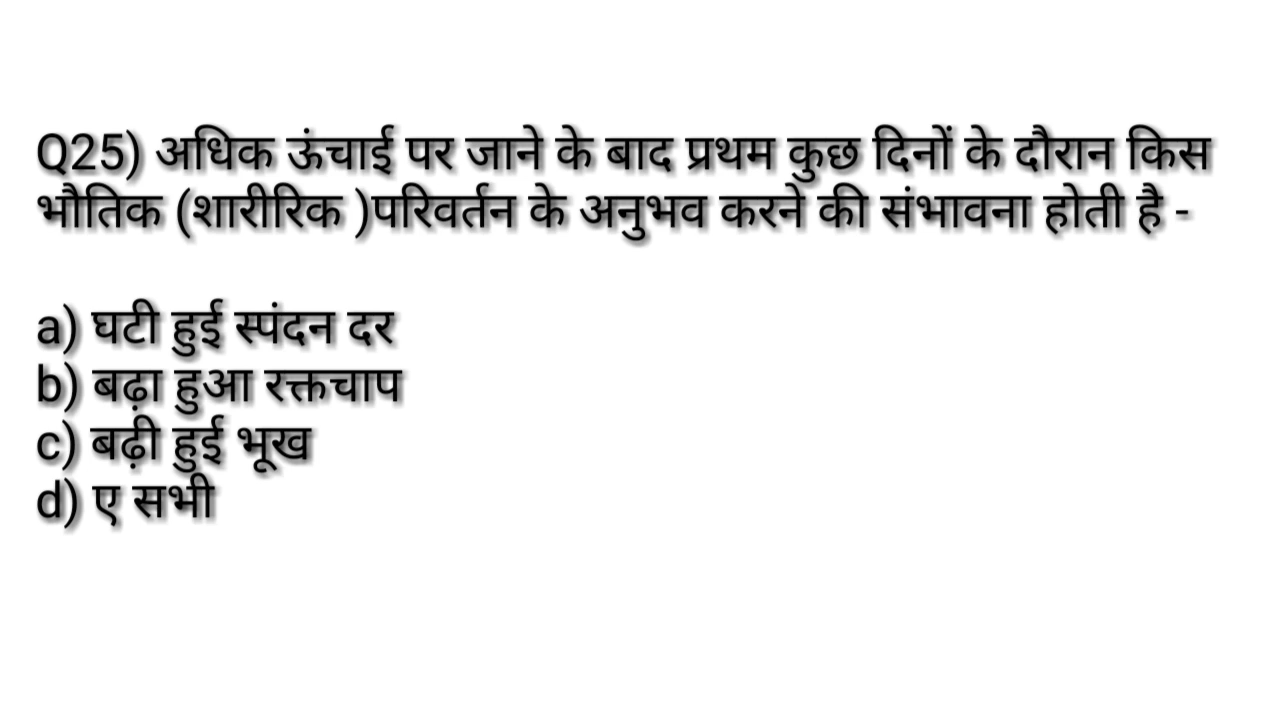 Q25) अधिक ऊंचाई पर जाने के बाद प्रथम कुछ दिनों के दौरान किस
भौतिक (शारीरिक )परिवर्तन के अनुभव करने की संभावना होती है -
a) घटी हुई स्पंदन दर
b) बढ़ा हुआ रक्तचाप
c) बढ़ी हुई भूख
d) ए सभी